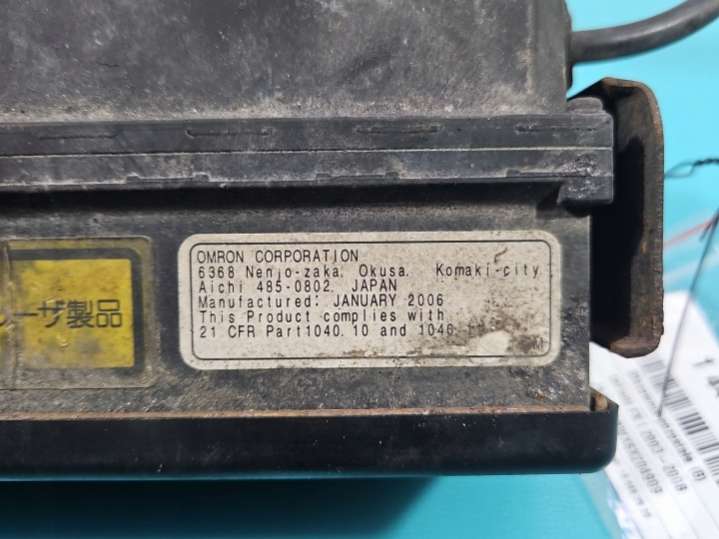 OMRON CORPORATION
6368 Nenjo-zaka, Okusa, Komaki-city
Aichi 485-0802, JAPAN
Manufactured: JANUARY 2006
This Product complies with
21 CFR Part1040.10 and 1040.
M
ーザ製品